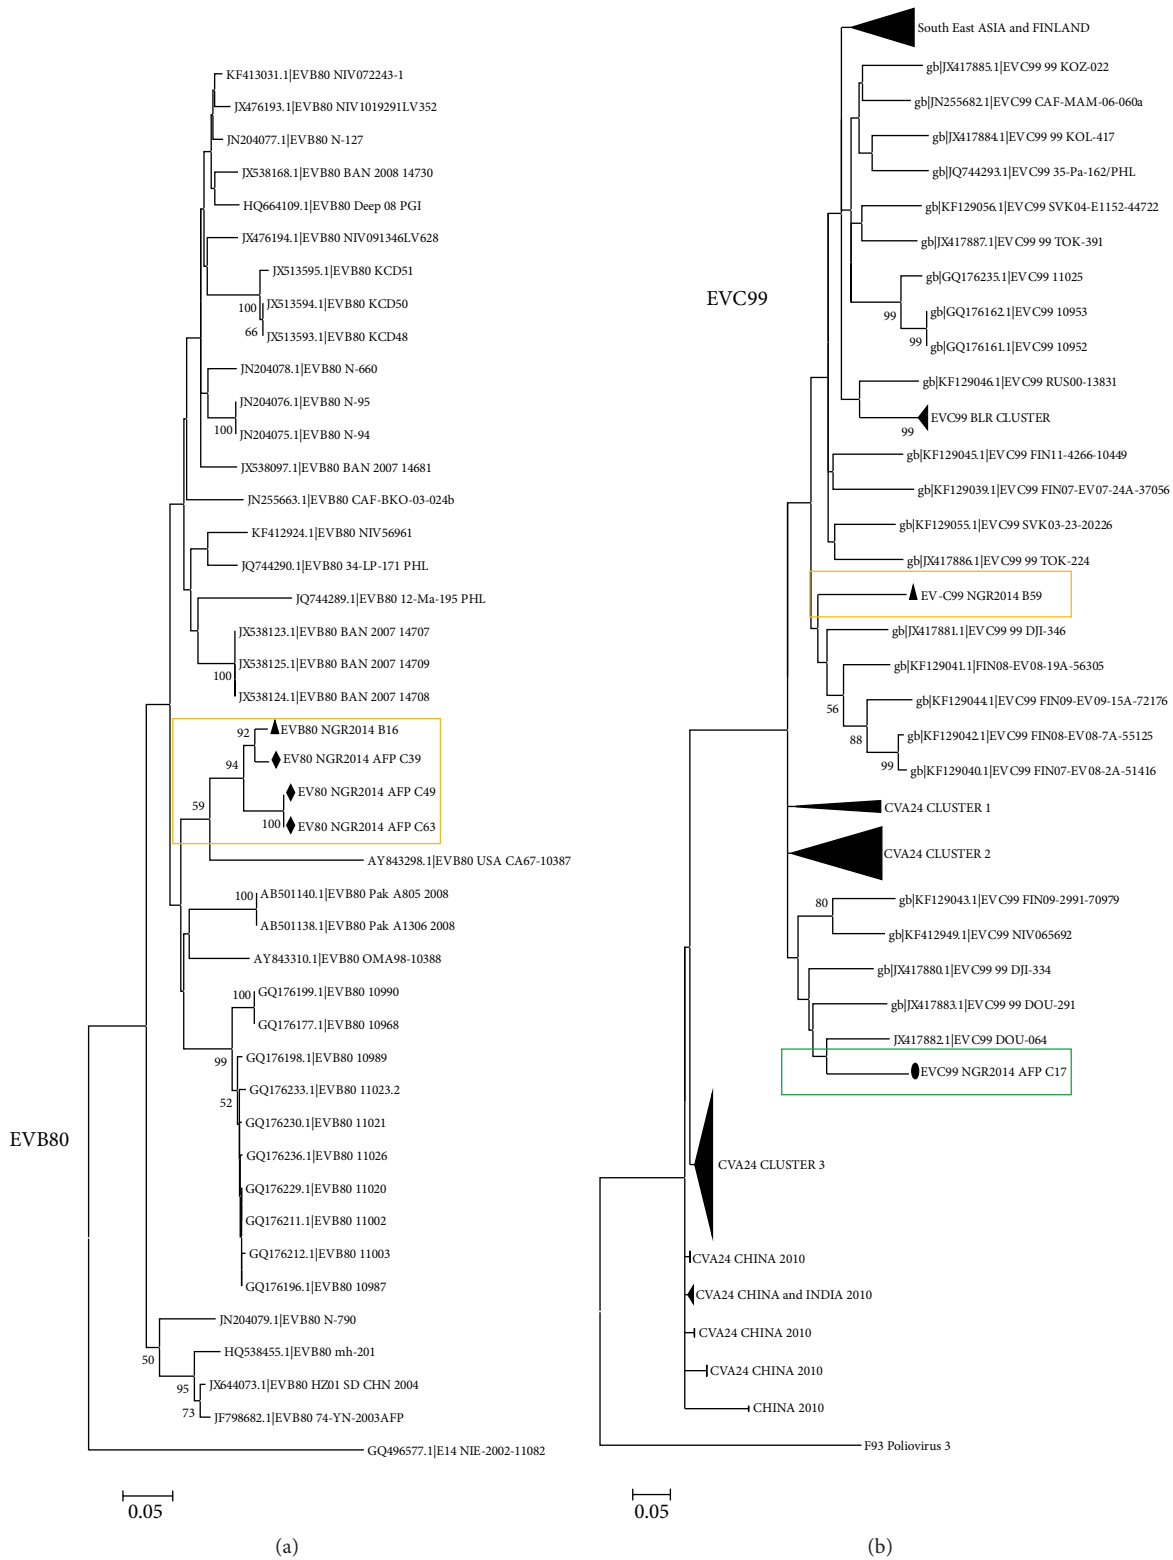 KF413031.1|EVB80 NIV072243-1
JX476193.1|EVB80 NIV1019291LV352
JN204077.1|EVB80 N-127
JX538168.1|EVB80 BAN 2008 14730
HQ664109.1|EVB80 Deep 08 PGI
JX476194.1|EVB80 NIV091346LV628
JX513595.1|EVB80 KCD51
100
JX513594.1|EVB80 KCD50
66
JX513593.1|EVB80 KCD48
JN204078.1|EVB80 N-660
JN204076.1|EVB80 N-95
100
JN204075.1|EVB80 N-94
JX538097.1|EVB80 BAN 2007 14681
JN255663.1|EVB80 CAF-BKO-03-024b
KF412924.1|EVB80 NIV56961
JQ744290.1|EVB80 34-LP-171 PHL
JQ744289.1|EVB80 12-Ma-195 PHL
JX538123.1|EVB80 BAN 2007 14707
JX538125.1|EVB80 BAN 2007 14709
100
JX538124.1|EVB80 BAN 2007 14708
92
EVB80 NGR2014 B16
EV80 NGR2014 AFP C39
94
EV80 NGR2014 AFP C49
59
100
EV80 NGR2014 AFP C63
AY843298.1|EVB80 USA CA67-10387
100
AB501140.1|EVB80 Pak A805 2008
AB501138.1|EVB80 Pak A1306 2008
AY843310.1|EVB80 OMA98-10388
100
GQ176199.1|EVB80 10990
GQ176177.1|EVB80 10968
99
GQ176198.1|EVB80 10989
GQ176233.1|EVB80 11023.2
52
GQ176230.1|EVB80 11021
EVB80
GQ176236.1|EVB80 11026
GQ176229.1|EVB80 11020
GQ176211.1|EVB80 11002
GQ176212.1|EVB80 11003
GQ176196.1|EVB80 10987
JN204079.1|EVB80 N-790
50
HQ538455.1|EVB80 mh-201
95
JX644073.1|EVB80 HZ01 SD CHN 2004
73
JF798682.1|EVB80 74-YN-2003AFP
GQ496577.1|E14 NIE-2002-11082
0.05
(a)
South East ASIA and FINLAND
gb|JX417885.1|EVC99 99 KOZ-022
gb|JN255682.1|EVC99 CAF-MAM-06-060a
gb|JX417884.1|EVC99 99 KOL-417
gb|JQ744293.1|EVC99 35-Pa-162/PHL
gb|KF129056.1|EVC99 SVK04-E1152-44722
gb|JX417887.1|EVC99 99 TOK-391
gb|GQ176235.1|EVC99 11025
EVC99
99
gb|GQ176162.1|EVC99 10953
99
gb|GQ176161.1|EVC99 10952
gb|KF129046.1|EVC99 RUS00-13831
EVC99 BLR CLUSTER
99
gb|KF129045.1|EVC99 FIN11-4266-10449
gb|KF129039.1|EVC99 FIN07-EV07-24A-37056
gb|KF129055.1|EVC99 SVK03-23-20226
gb|JX417886.1|EVC99 99 TOK-224
EV-C99 NGR2014 B59
gb|JX417881.1|EVC99 99 DJI-346
gb|KF129041.1|FIN08-EV08-19A-56305
56
gb|KF129044.1|EVC99 FIN09-EV09-15A-72176
88
gb|KF129042.1|EVC99 FIN08-EV08-7A-55125
99
gb|KF129040.1|EVC99 FIN07-EV08-2A-51416
CVA24 CLUSTER 1
CVA24 CLUSTER 2
80
gb|KF129043.1|EVC99 FIN09-2991-70979
gb|KF412949.1|EVC99 NIV065692
gb|JX417880.1|EVC99 99 DJI-334
gb|JX417883.1|EVC99 99 DOU-291
JX417882.1|EVC99 DOU-064
EVC99 NGR2014 AFP C17
CVA24 CLUSTER 3
CVA24 CHINA 2010
CVA24 CHINA and INDIA 2010
CVA24 CHINA 2010
CVA24 CHINA 2010
CHINA 2010
F93 Poliovirus 3
0.05
(b)